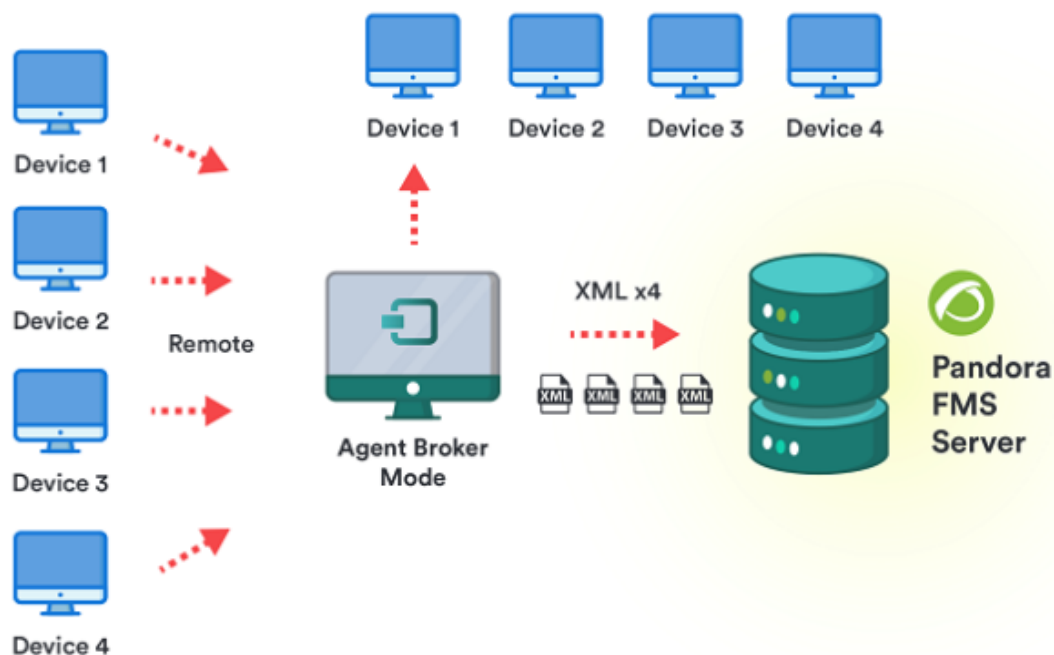 Device 1
Device 2
Device 3
Device 4
Device 1
Device 2
Remote
Device 3
Device 4
Agent Broker
Mode
XML x4
XML
XML
XML
XML
Pandora
FMS
Server